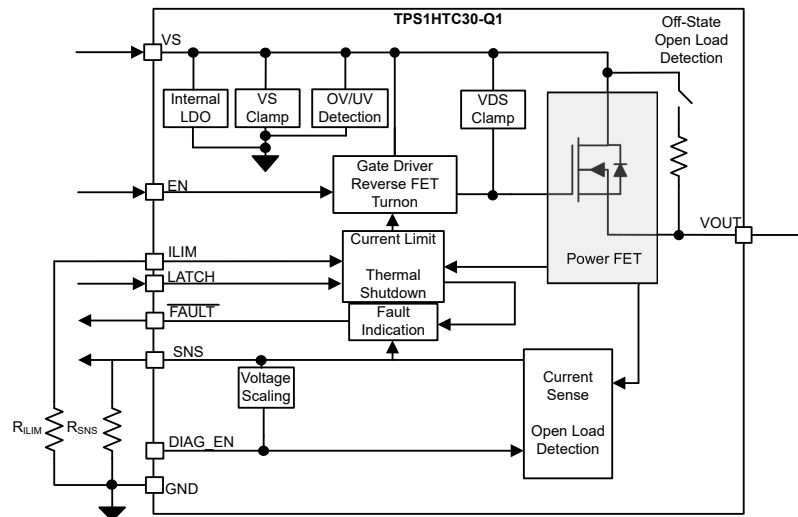 TPS1HTC30-Q1
VS
Off-State
Open Load
Detection
Internal
LDO
VS
Clamp
OV/UV
Detection
VDS
Clamp
Gate Driver
Reverse FET
Turnon
EN
VOUT
Current Limit
Thermal
Shutdown
Power FET
ILIM
LATCH
FAULT
Fault
Indication
SNS
Voltage
Scaling
Current
Sense
Open Load
Detection
RILIM
RSNS
DIAG_EN
GND